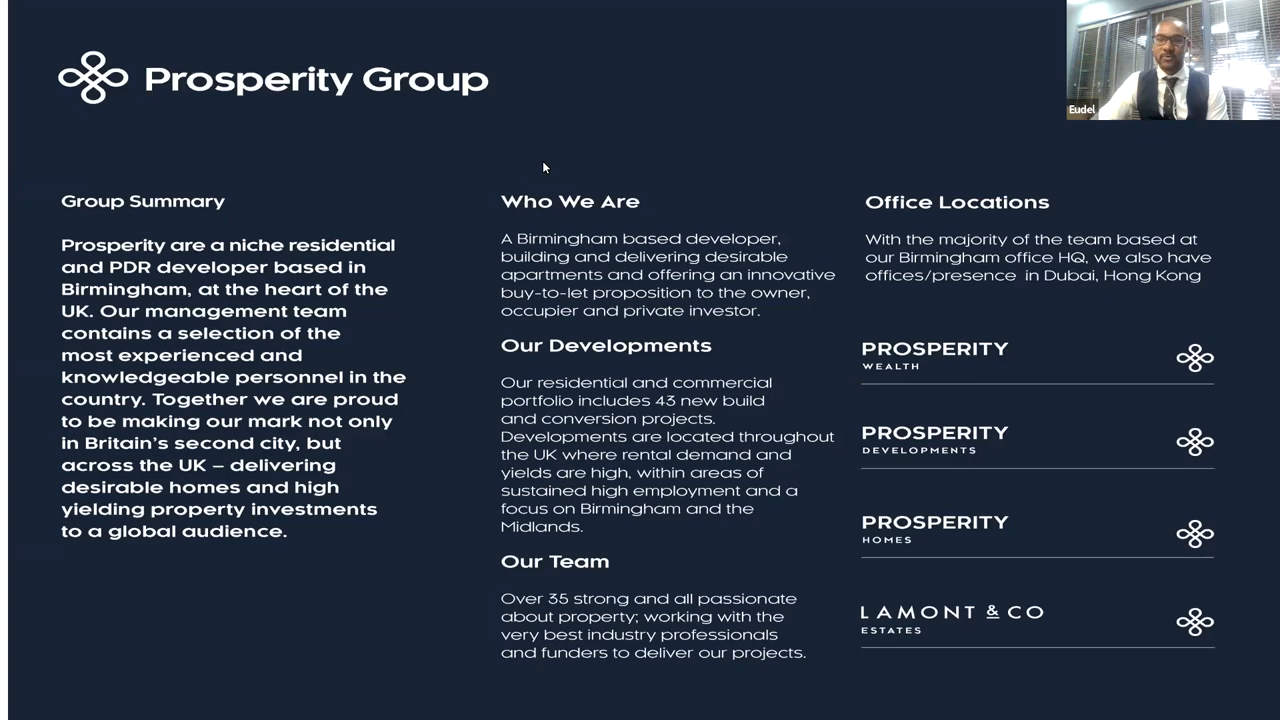 Prosperity Group
Eudel
Group Summary
Prosperity are a niche residential
and PDR developer based in
Birmingham, at the heart of the
UK. Our management team
contains a selection of the
most experienced and
knowledgeable personnel in the
country. Together we are proud
to be making our mark not only
in Britain's second city, but
across the UK – delivering
desirable homes and high
yielding property investments
to a global audience.
Who We Are
A Birmingham based developer,
building and delivering desirable
apartments and offering an innovative
buy-to-let proposition to the owner,
occupier and private investor.
Our Developments
Our residential and commercial
portfolio includes 43 new build
and conversion projects.
Developments are located throughout
the UK where rental demand and
yields are high, within areas of
sustained high employment and a
focus on Birmingham and the
Midlands.
Our Team
Over 35 strong and all passionate
about property; working with the
very best industry professionals
and funders to deliver our projects.
Office Locations
With the majority of the team based at
our Birmingham office HQ, we also have
offices/presence in Dubai, Hong Kong
PROSPERITY
WEALTH
PROSPERITY
DEVELOPMENTS
PROSPERITY
HOMES
LAMONT & CO
ESTATES